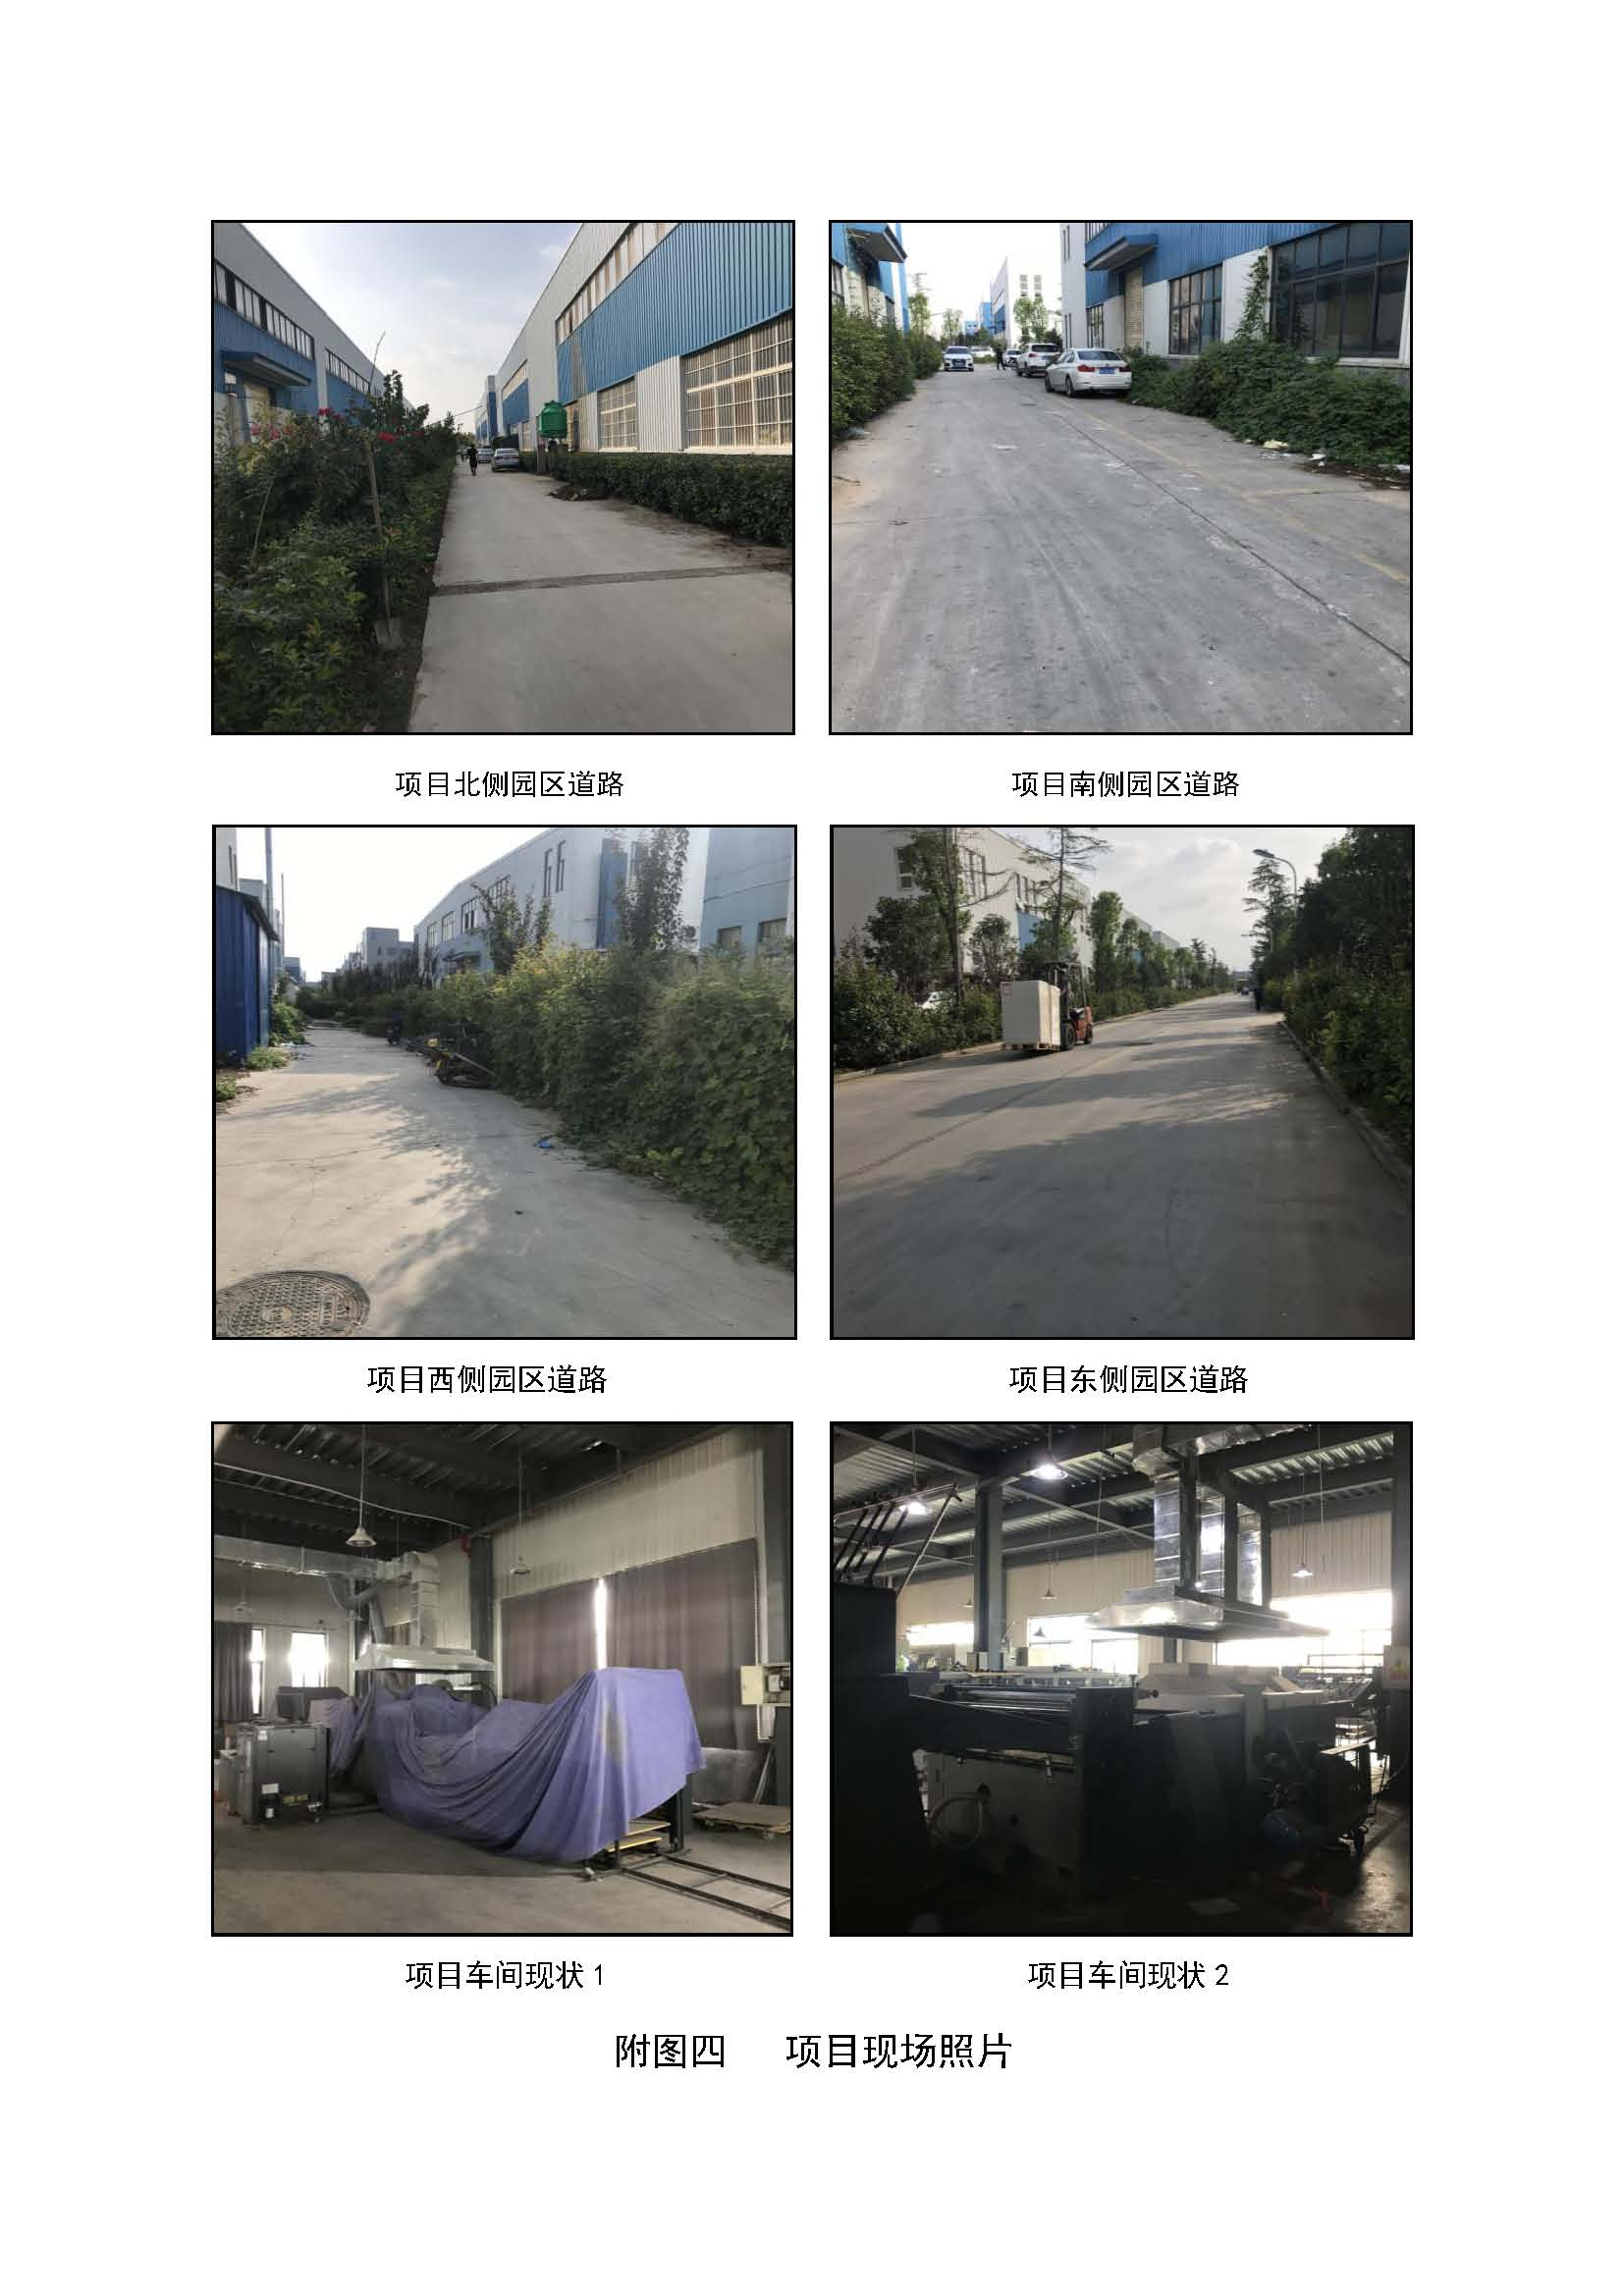 项目北侧园区道路
项目南侧园区道路
项目西侧园区道路
项目东侧园区道路
项目车间现状 1
项目车间现状 2
附图四 项目现场照片